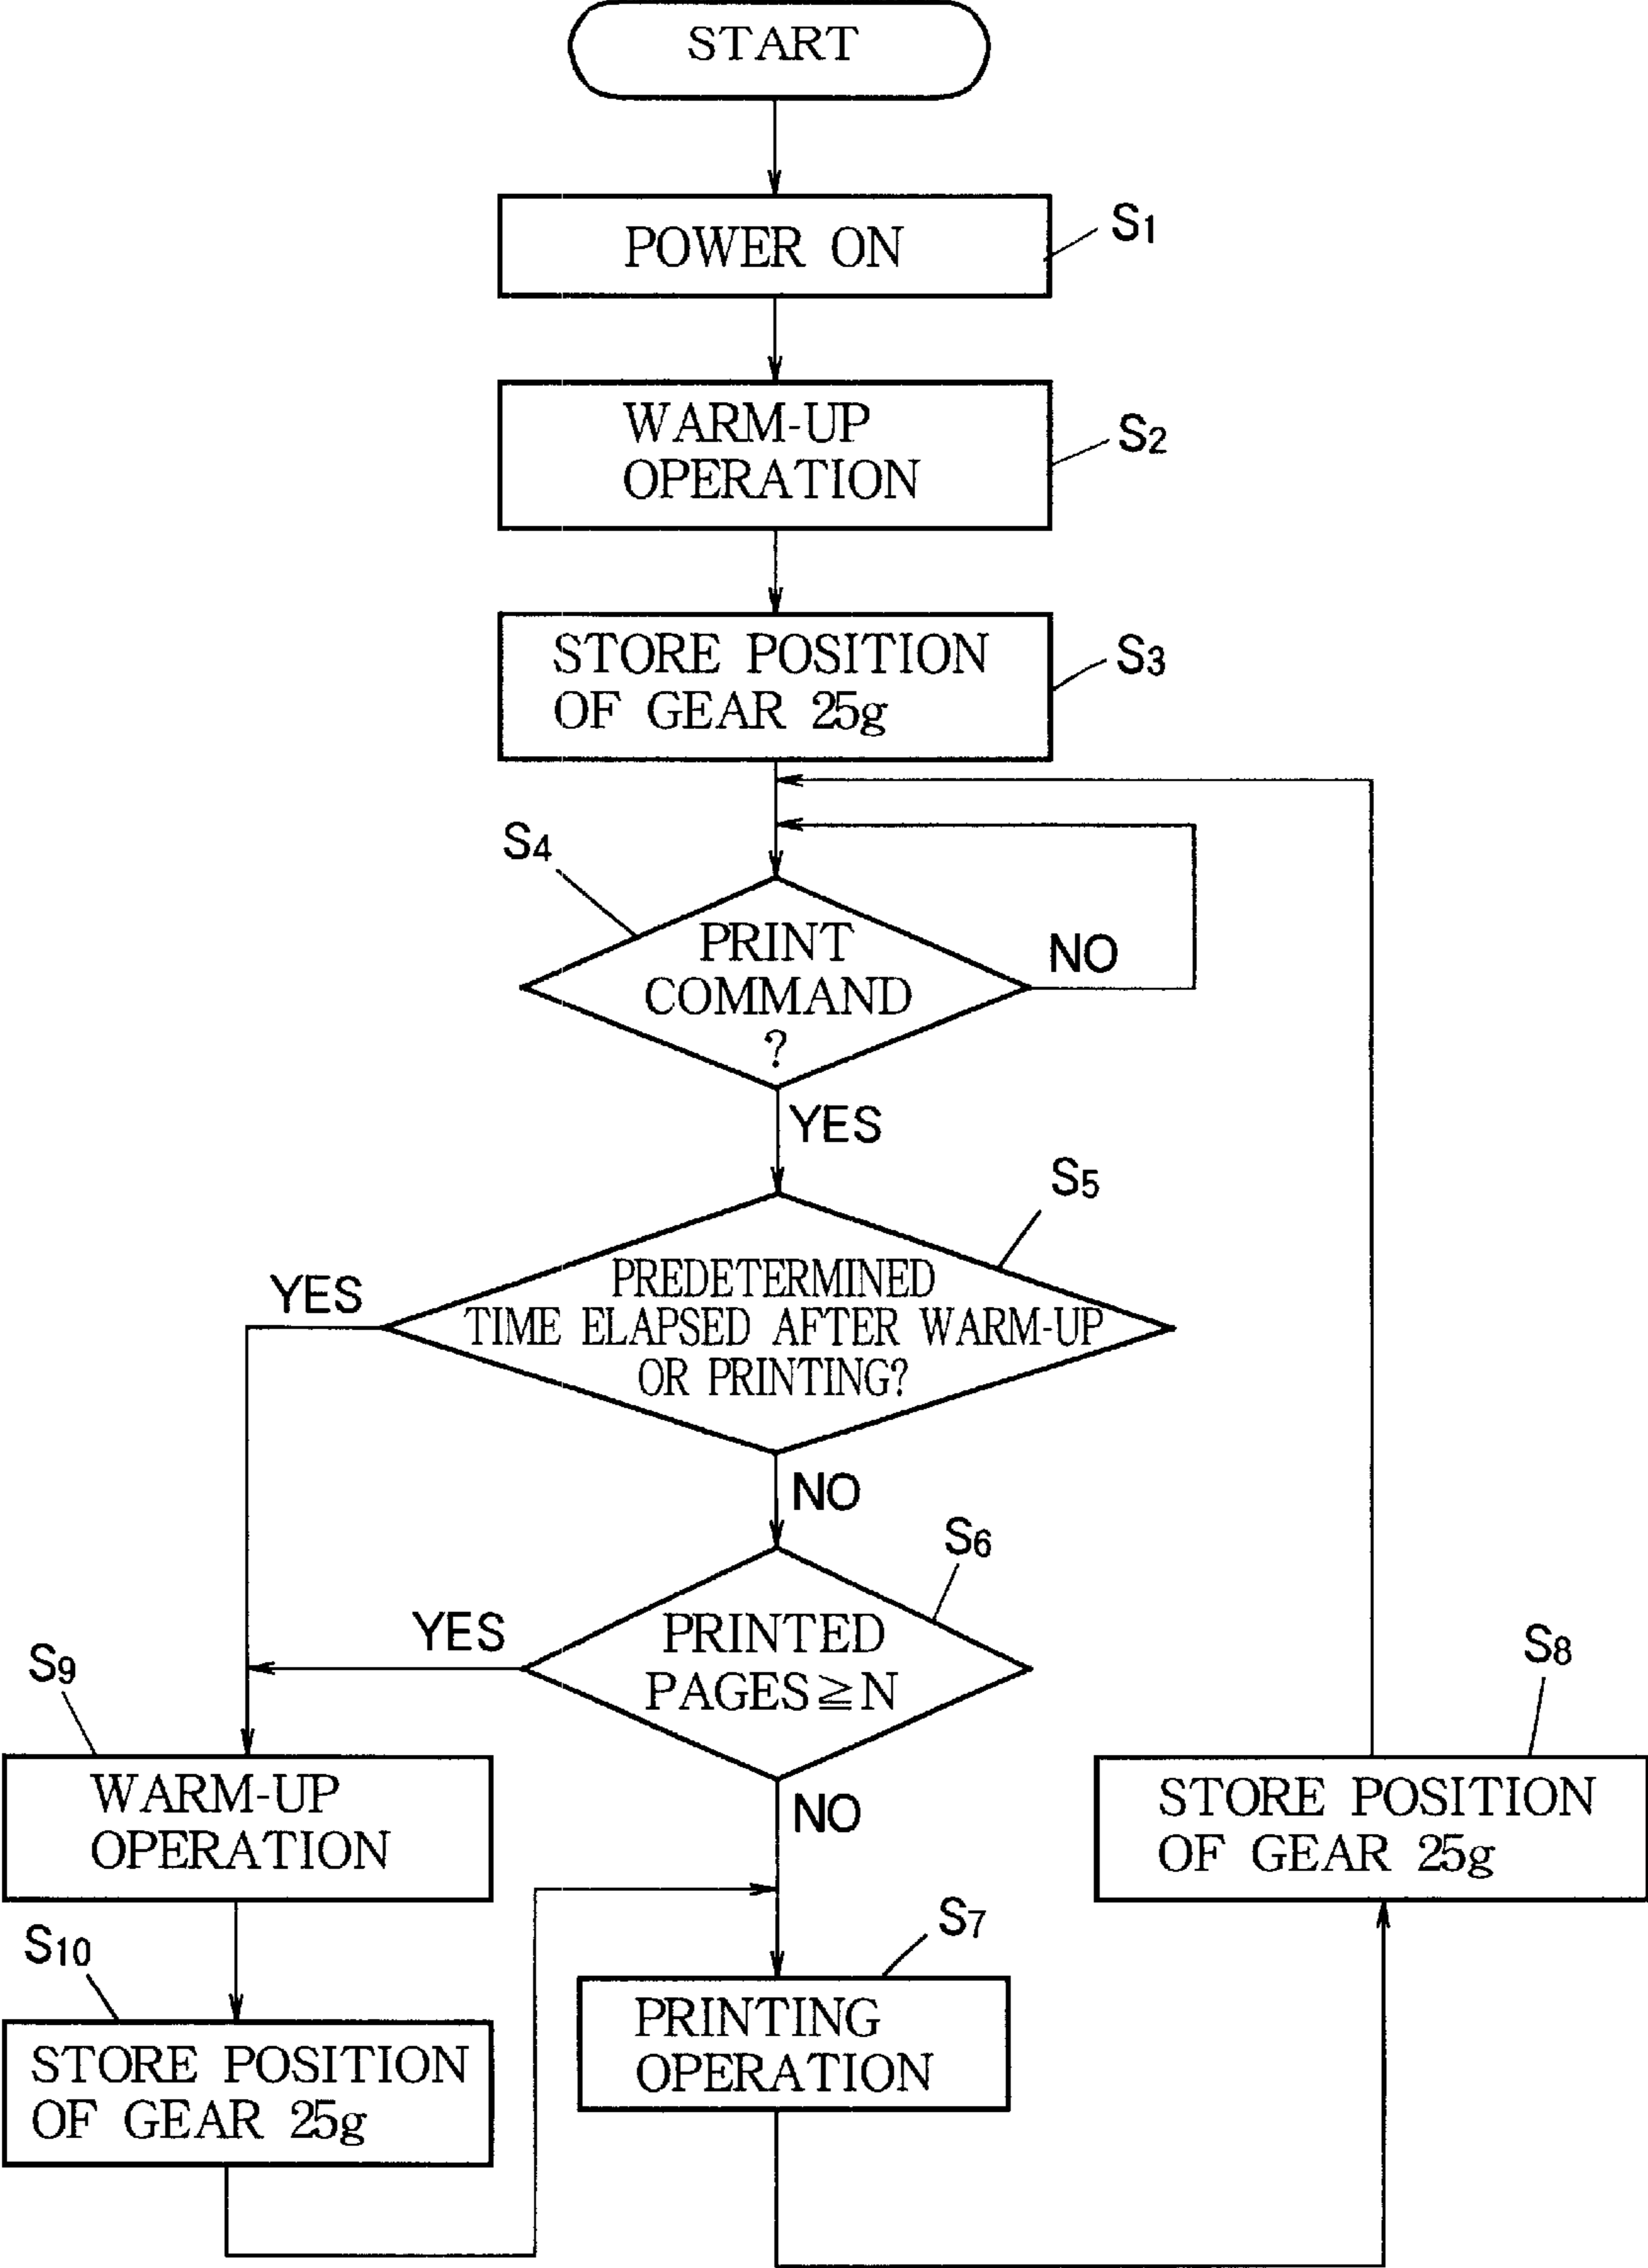 START
POWER ON
S1
WARM-UP
OPERATION
S2
STORE POSITION
OF GEAR 25g
S3
S4
PRINT
COMMAND
?
NO
YES
S5
PREDETERMINED
TIME ELAPSED AFTER WARM-UP
OR PRINTING?
YES
NO
S6
PRINTED
PAGES≧N
YES
NO
S9
WARM-UP
OPERATION
S8
STORE POSITION
OF GEAR 25g
S10
STORE POSITION
OF GEAR 25g
S7
PRINTING
OPERATION